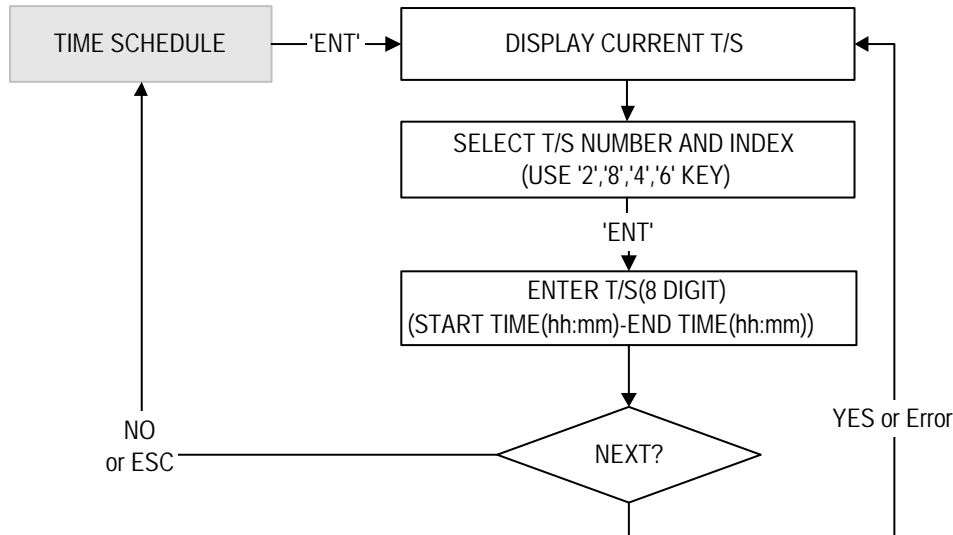 TIME SCHEDULE
'ENT'
DISPLAY CURRENT T/S
SELECT T/S NUMBER AND INDEX
(USE '2','8','4','6' KEY)
'ENT'
ENTER T/S(8 DIGIT)
(START TIME(hh:mm)-END TIME(hh:mm))
YES or Error
NO
or ESC
NEXT?